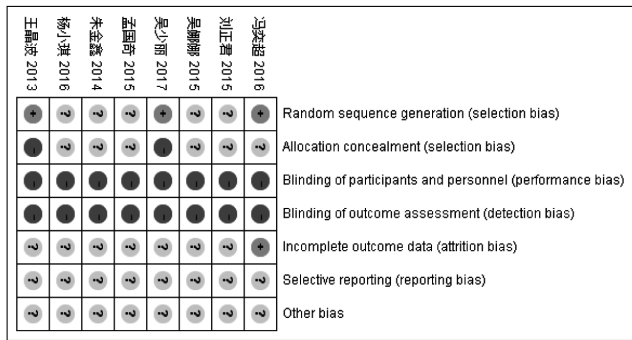 王晶波 2013
杨小琪 2016
朱金鑫 2014
孟国奇 2015
吴少丽 2017
吴娜娜 2015
刘正君 2015
冯奕超 2016
+ ? ? ? + ? ? + Random sequence generation (selection bias)
- ? ? ? - ? ? ? Allocation concealment (selection bias)
- - - - - - - - Blinding of participants and personnel (performance bias)
- - - - - - - - Blinding of outcome assessment (detection bias)
? ? ? ? ? ? ? + Incomplete outcome data (attrition bias)
? ? ? ? ? ? ? ? Selective reporting (reporting bias)
? ? ? ? ? ? ? ? Other bias